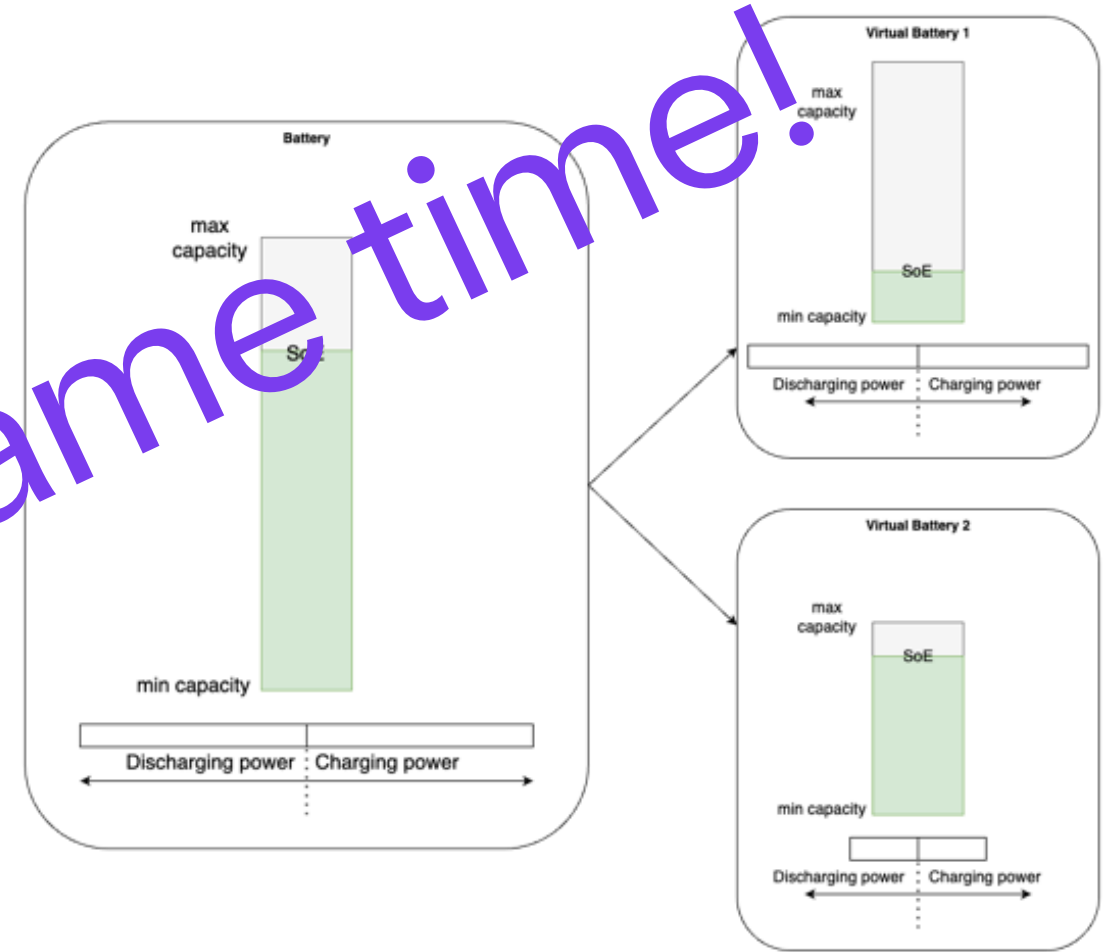 Battery
max
capacity
SoE
min capacity
Discharging power
Charging power
ame time!
Virtual Battery 1
max
capacity
SoE
min capacity
Discharging power
Charging power
Virtual Battery 2
max
capacity
SoE
min capacity
Discharging power
Charging power